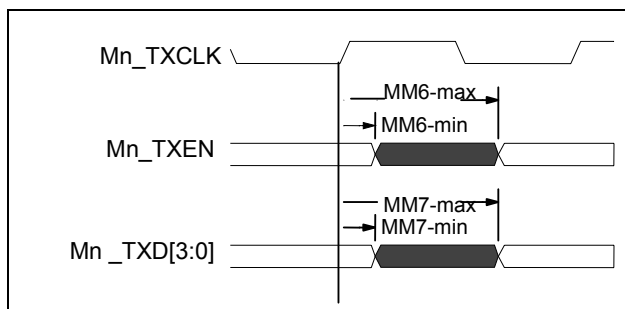 Mn_TXCLK
MM6-max
MM6-min
Mn_TXEN
MM7-max
MM7-min
Mn _TXD[3:0]